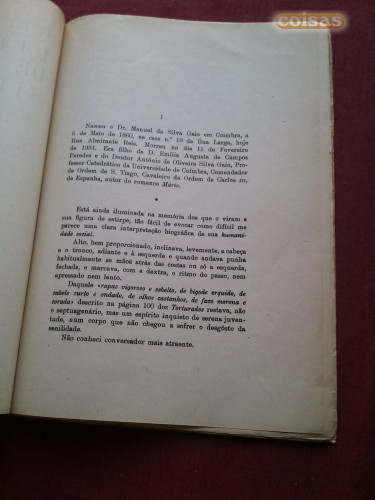 coisas
I
Nasceu o Dr. Manuel da Silva Gaio em Coimbra, a
6 de Maio de 1860, na casa n.º 19 da Rua Larga, hoje
Rua Almirante Reis. Morreu ao dia 11 de Fevereiro
de 1934. Era filho de D. Emília Augusta de Campos
Paredes e do Doutor António de Oliveira Silva Gaio, Pro-
fessor Catedrático da Universidade de Coimbra, Comendador
da Ordem de S. Tiago, Cavaleiro da Ordem de Carlos III,
de Espanha, autor do romance Mário.
*
Está ainda iluminada na memória dos que o viram a
sua figura de estirpe, tão fácil de evocar como difícil me
parece uma clara interpretação biográfica da sua humani-
dade social.
Alto, bem proporcionado, inclinava, levemente, a cabeça
e o tronco, adiante e à esquerda e quando andava punha
habitualmente as mãos atrás das costas ou só a esquerda,
fechada, e marcava, com a dextra, o ritmo do passo, nem
apressado nem lento.
Daquele «rapaz vigoroso e esbelto, de bigode erguido, de
cabelo curto e ondado, de olhos castanhos, de face morena e
corada» descrito na página 100 dos Torturados restava, não
o septuagenário, mas um espírito inquieto de serena juven-
tude, num corpo que não chegou a sofrer o desgôsto da
senilidade.
Não conheci conversador mais atraente.